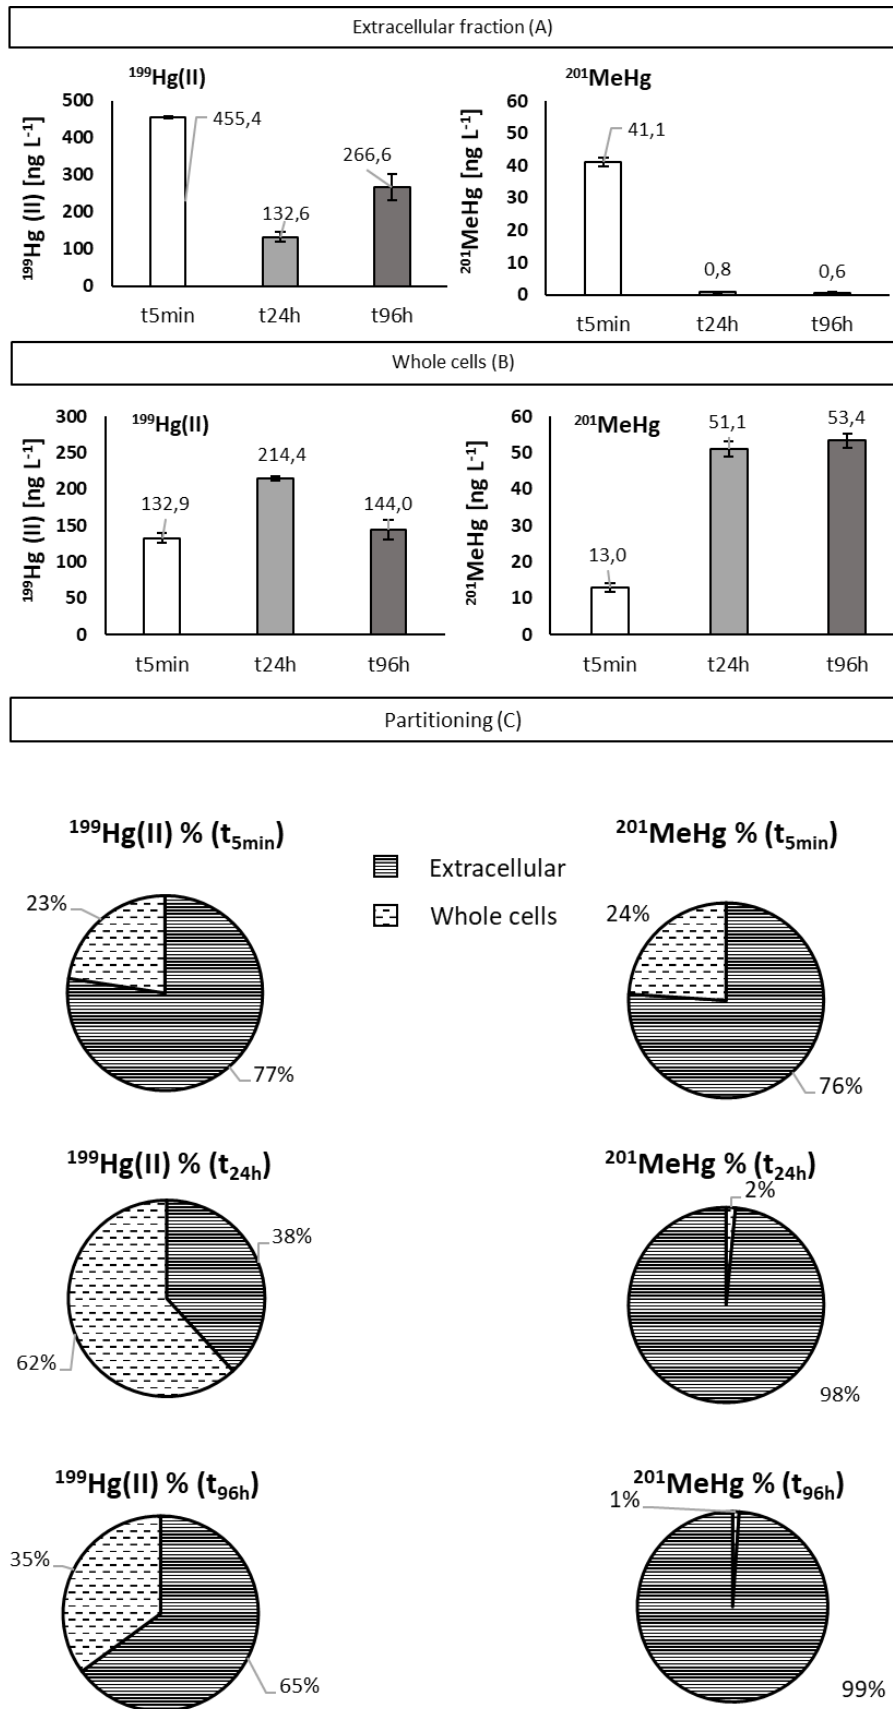 Extracellular fraction (A)
¹⁹⁹Hg(II)
¹⁹⁹Hg (II) [ng L⁻¹]
500
400
300
200
100
0
455,4
132,6
266,6
t5min t24h t96h
²⁰¹MeHg
²⁰¹MeHg [ng L⁻¹]
60
50
40
30
20
10
0
41,1
0,8
0,6
t5min t24h t96h
Whole cells (B)
¹⁹⁹Hg(II)
¹⁹⁹Hg (II) [ng L⁻¹]
300
250
200
150
100
50
0
132,9
214,4
144,0
t5min t24h t96h
²⁰¹MeHg
²⁰¹MeHg [ng L⁻¹]
60
50
40
30
20
10
0
13,0
51,1
53,4
t5min t24h t96h
Partitioning (C)
¹⁹⁹Hg(II) % (t5min)
23%
77%
Extracellular
Whole cells
²⁰¹MeHg % (t5min)
24%
76%
¹⁹⁹Hg(II) % (t24h)
38%
62%
²⁰¹MeHg % (t24h)
2%
98%
¹⁹⁹Hg(II) % (t96h)
35%
65%
²⁰¹MeHg % (t96h)
1%
99%